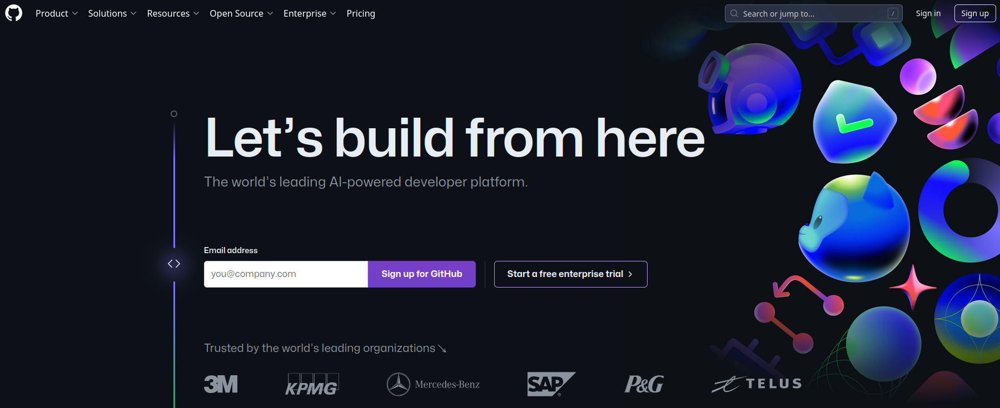 Product Solutions Resources Open Source Enterprise Pricing Search or jump to... / Sign in Sign up
Let’s build from here
The world’s leading AI-powered developer platform.
Email address
you@company.com Sign up for GitHub Start a free enterprise trial
Trusted by the world’s leading organizations
3M KPMG Mercedes-Benz SAP ® P&G TELUS